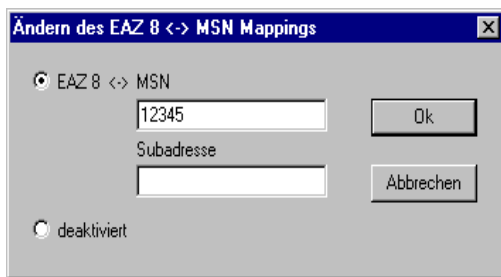 Ändern des EAZ 8 <-> MSN Mappings
EAZ 8 <-> MSN
12345
Ok
Subadresse
Abbrechen
deaktiviert